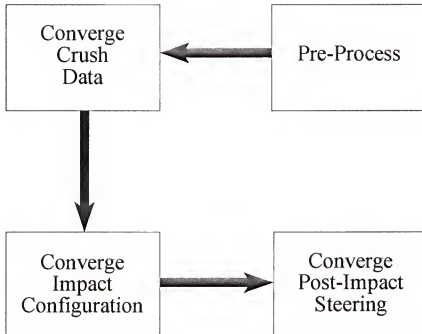 Converge
Crush
Data
Pre-Process
Converge
Impact
Configuration
Converge
Post-Impact
Steering